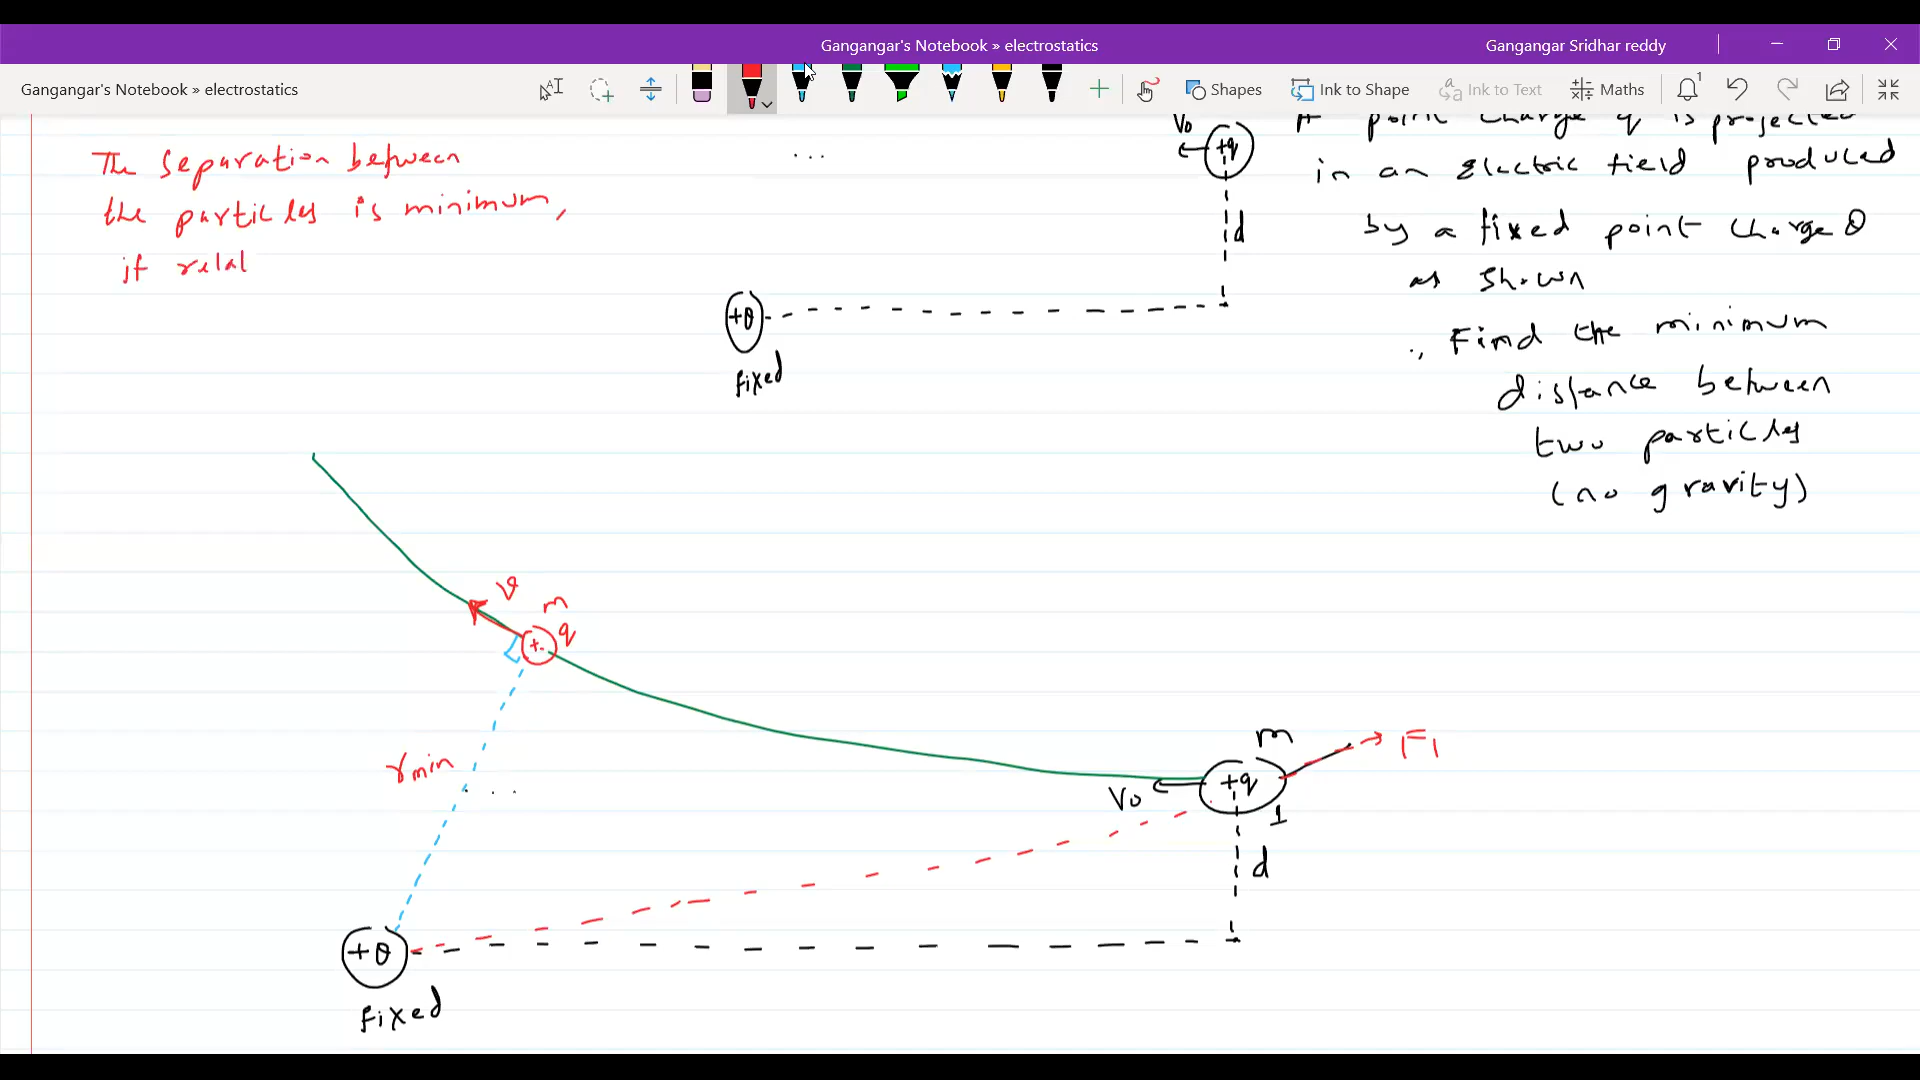 Gangangar's Notebook » electrostatics
Gangangar Sridhar reddy
Gangangar's Notebook » electrostatics
Shapes
Ink to Shape
Ink to Text
Maths
1
The separation between
the particles is minimum,
if relal
V0
+q
d
+Q
fixed
A point charge q is projected
in an Electric field produced
by a fixed point charge Q
as shown
Find the minimum
distance between
two particles
(no gravity)
v
m
q
+
rmin
m
F1
+q
V0
1
d
+Q
fixed